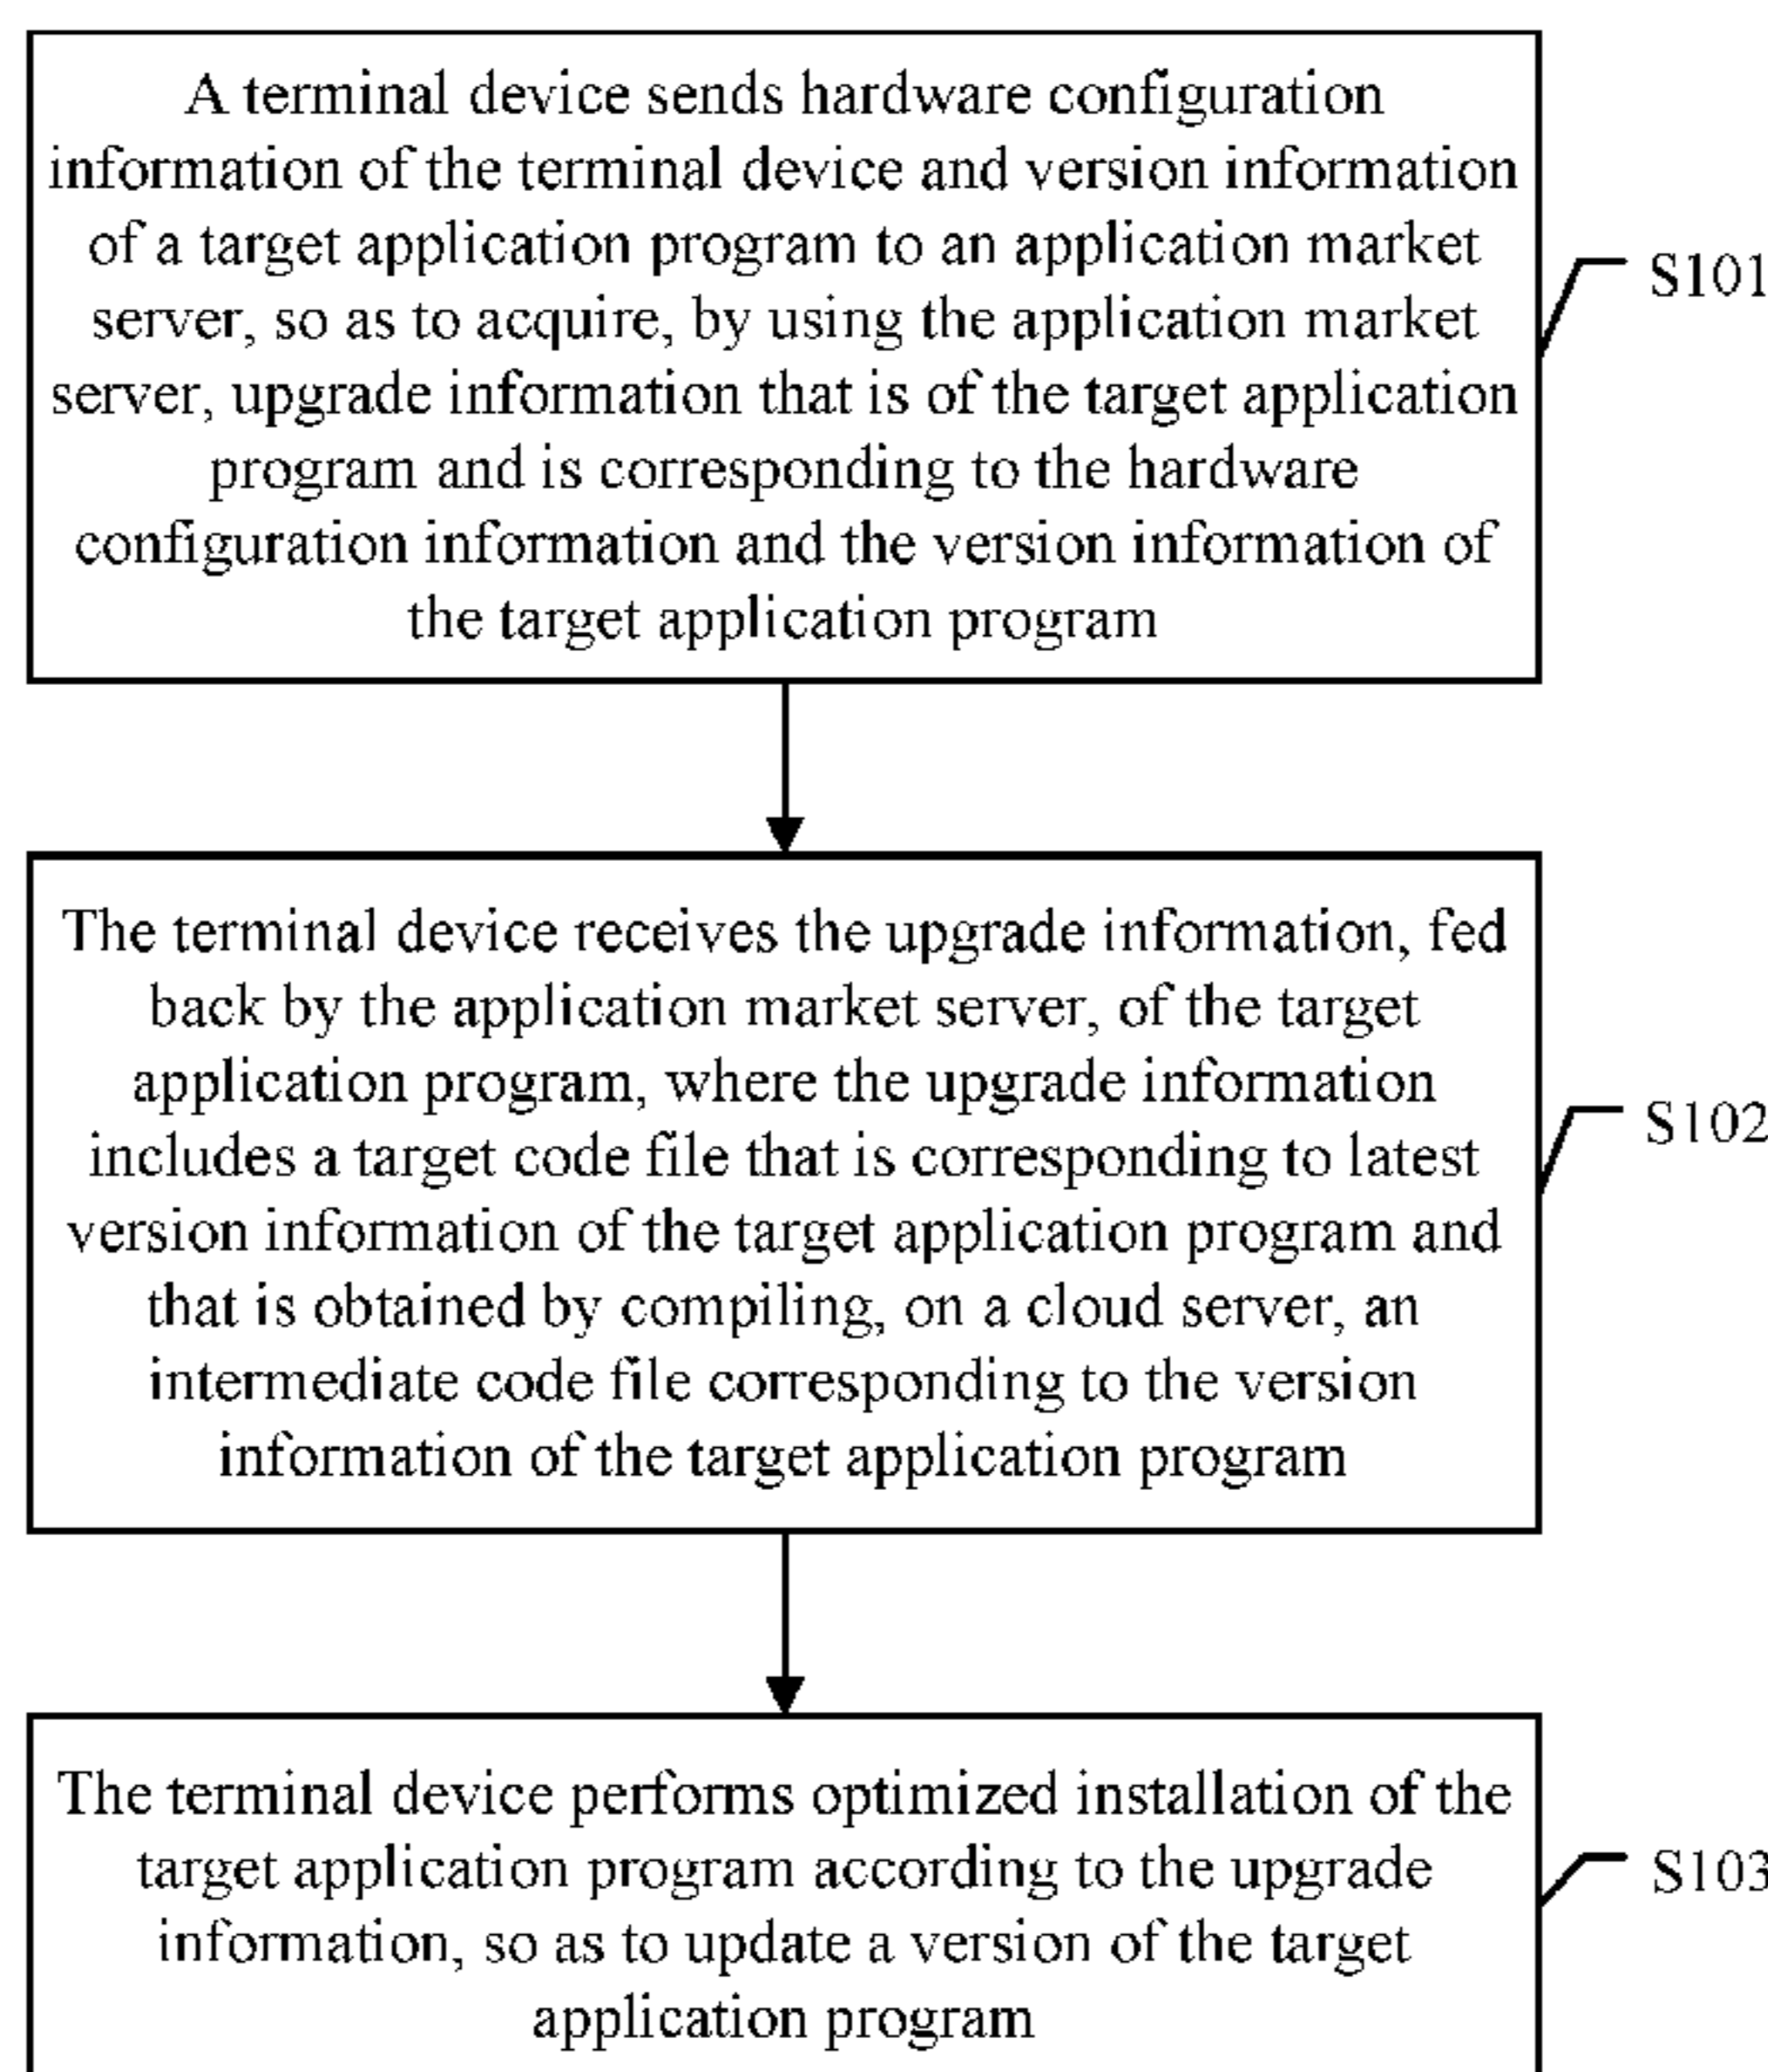 A terminal device sends hardware configuration
information of the terminal device and version information
of a target application program to an application market
server, so as to acquire, by using the application market
server, upgrade information that is of the target application
program and is corresponding to the hardware
configuration information and the version information of
the target application program
S101
The terminal device receives the upgrade information, fed
back by the application market server, of the target
application program, where the upgrade information
includes a target code file that is corresponding to latest
version information of the target application program and
that is obtained by compiling, on a cloud server, an
intermediate code file corresponding to the version
information of the target application program
S102
The terminal device performs optimized installation of the
target application program according to the upgrade
information, so as to update a version of the target
application program
S103